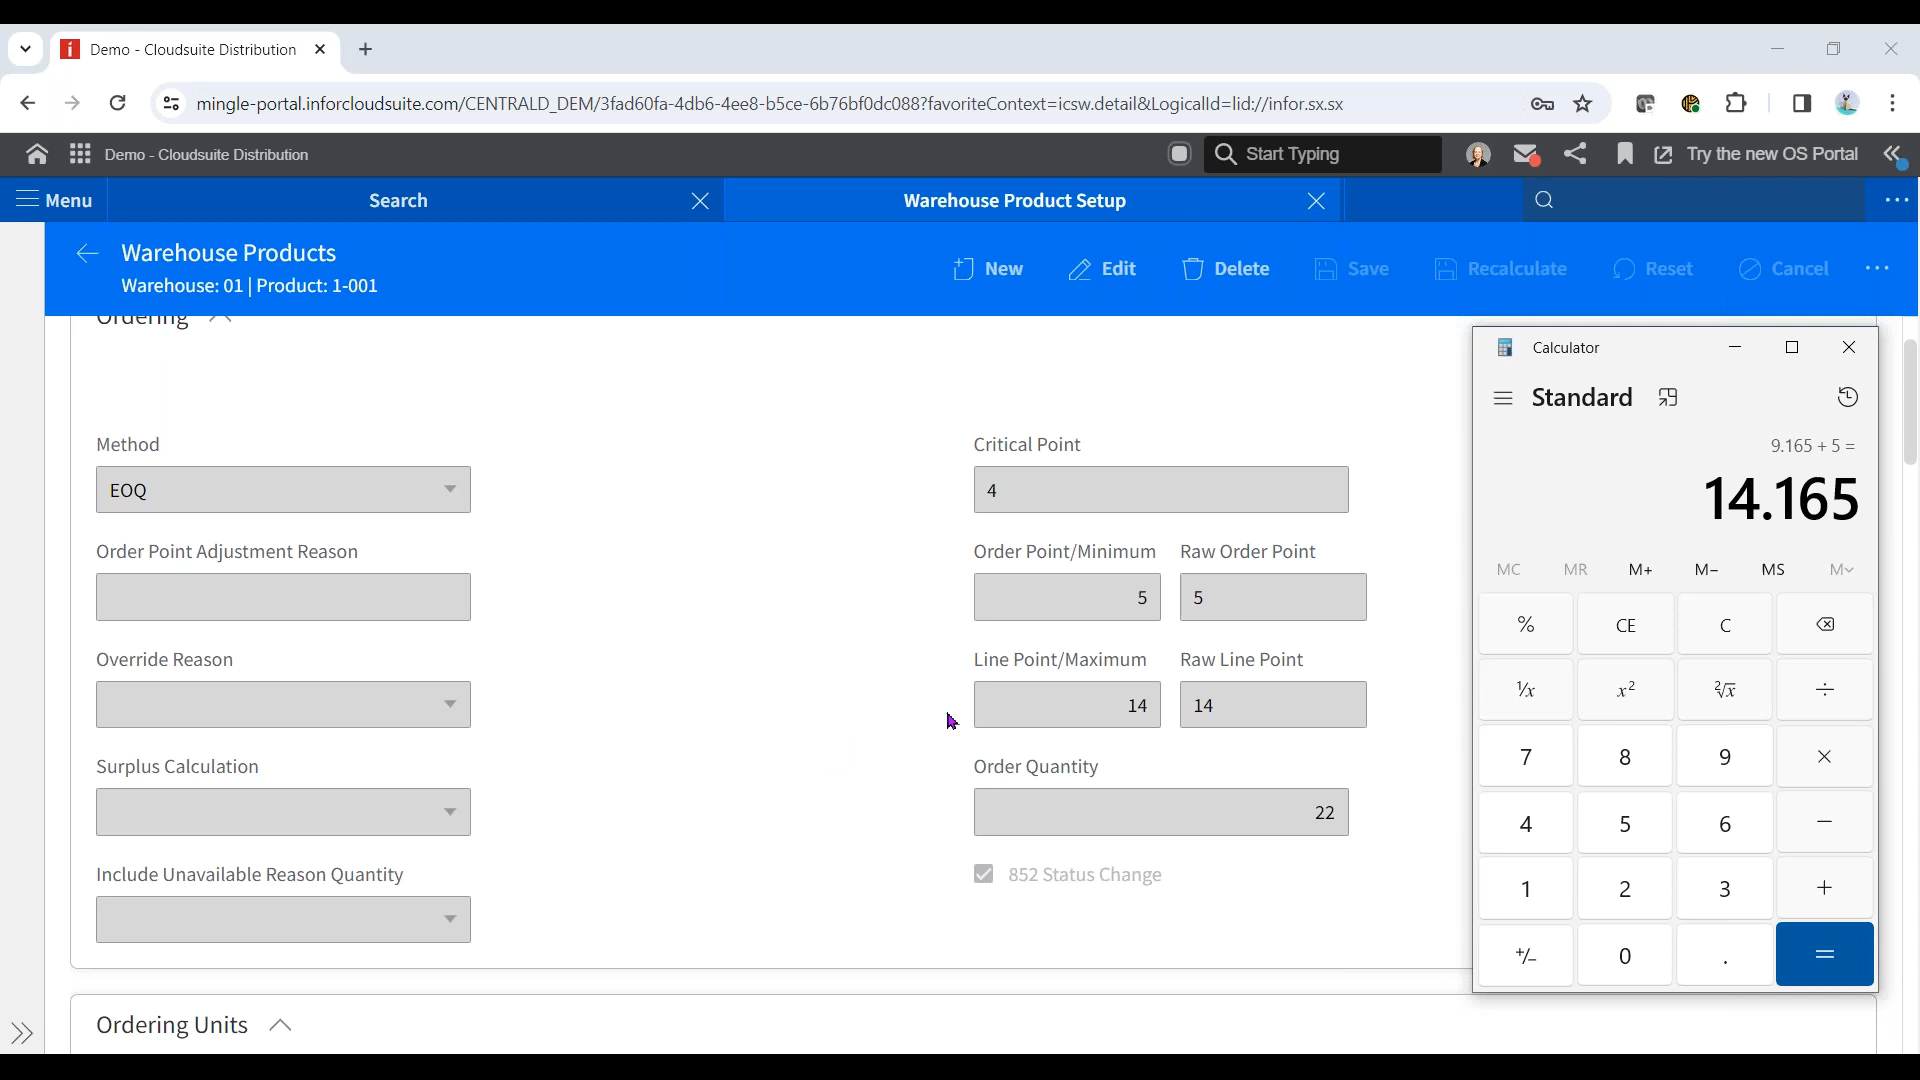 Demo - Cloudsuite Distribution
mingle-portal.inforcloudsuite.com/CENTRALD_DEM/3fad60fa-4db6-4ee8-b5ce-6b76bf0dc088?favoriteContext=icsw.detail&LogicalId=lid://infor.sx.sx
Demo - Cloudsuite Distribution
Start Typing
Try the new OS Portal
Menu
Search
Warehouse Product Setup
Warehouse Products
Warehouse: 01 | Product: 1-001
New
Edit
Delete
Save
Recalculate
Reset
Cancel
Ordering
Method
EOQ
Order Point Adjustment Reason
Override Reason
Surplus Calculation
Include Unavailable Reason Quantity
Critical Point
4
Order Point/Minimum Raw Order Point
5 5
Line Point/Maximum Raw Line Point
14 14
Order Quantity
22
852 Status Change
Ordering Units
Calculator
Standard
9.165 + 5 =
14.165
MC MR M+ M− MS M
% CE C
¹⁄x x² ²√x ÷
7 8 9 ×
4 5 6 −
1 2 3 +
+/− 0 . =